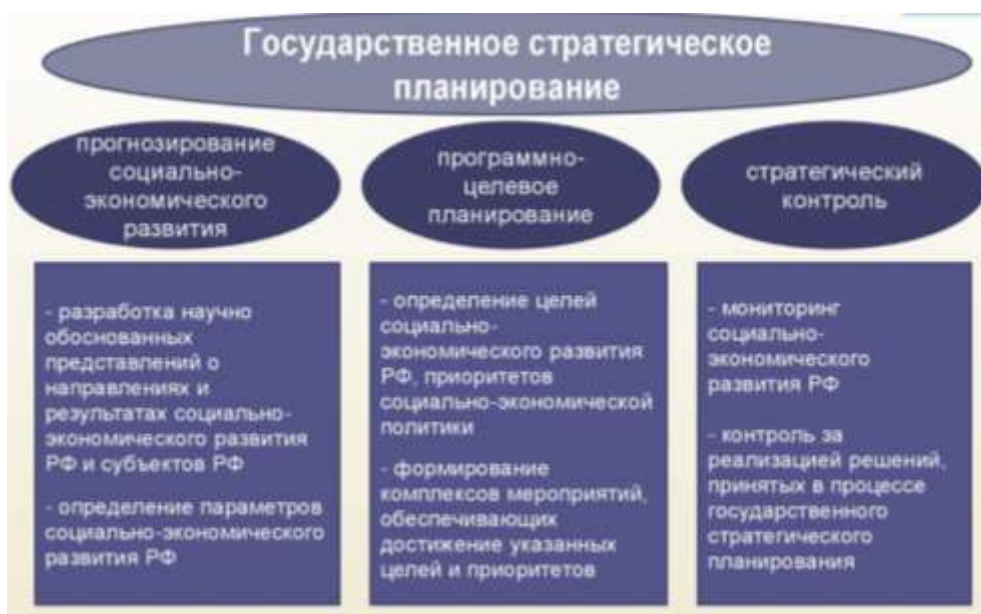 Государственное стратегическое
планирование
прогнозирование
социально-
экономического
развития
программно-
целевое
планирование
стратегический
контроль
- разработка научно
обоснованных
представлений о
направлениях и
результатах социально-
экономического развития
РФ и субъектов РФ
- определение параметров
социально-экономического
развития РФ
- определение целей
социально-
экономического развития
РФ, приоритетов
социально-экономической
политики
- формирование
комплексов мероприятий,
обеспечивающих
достижение указанных
целей и приоритетов
- мониторинг
социально-
экономического
развития РФ
- контроль за
реализацией решений,
принятых в процессе
государственного
стратегического
планирования